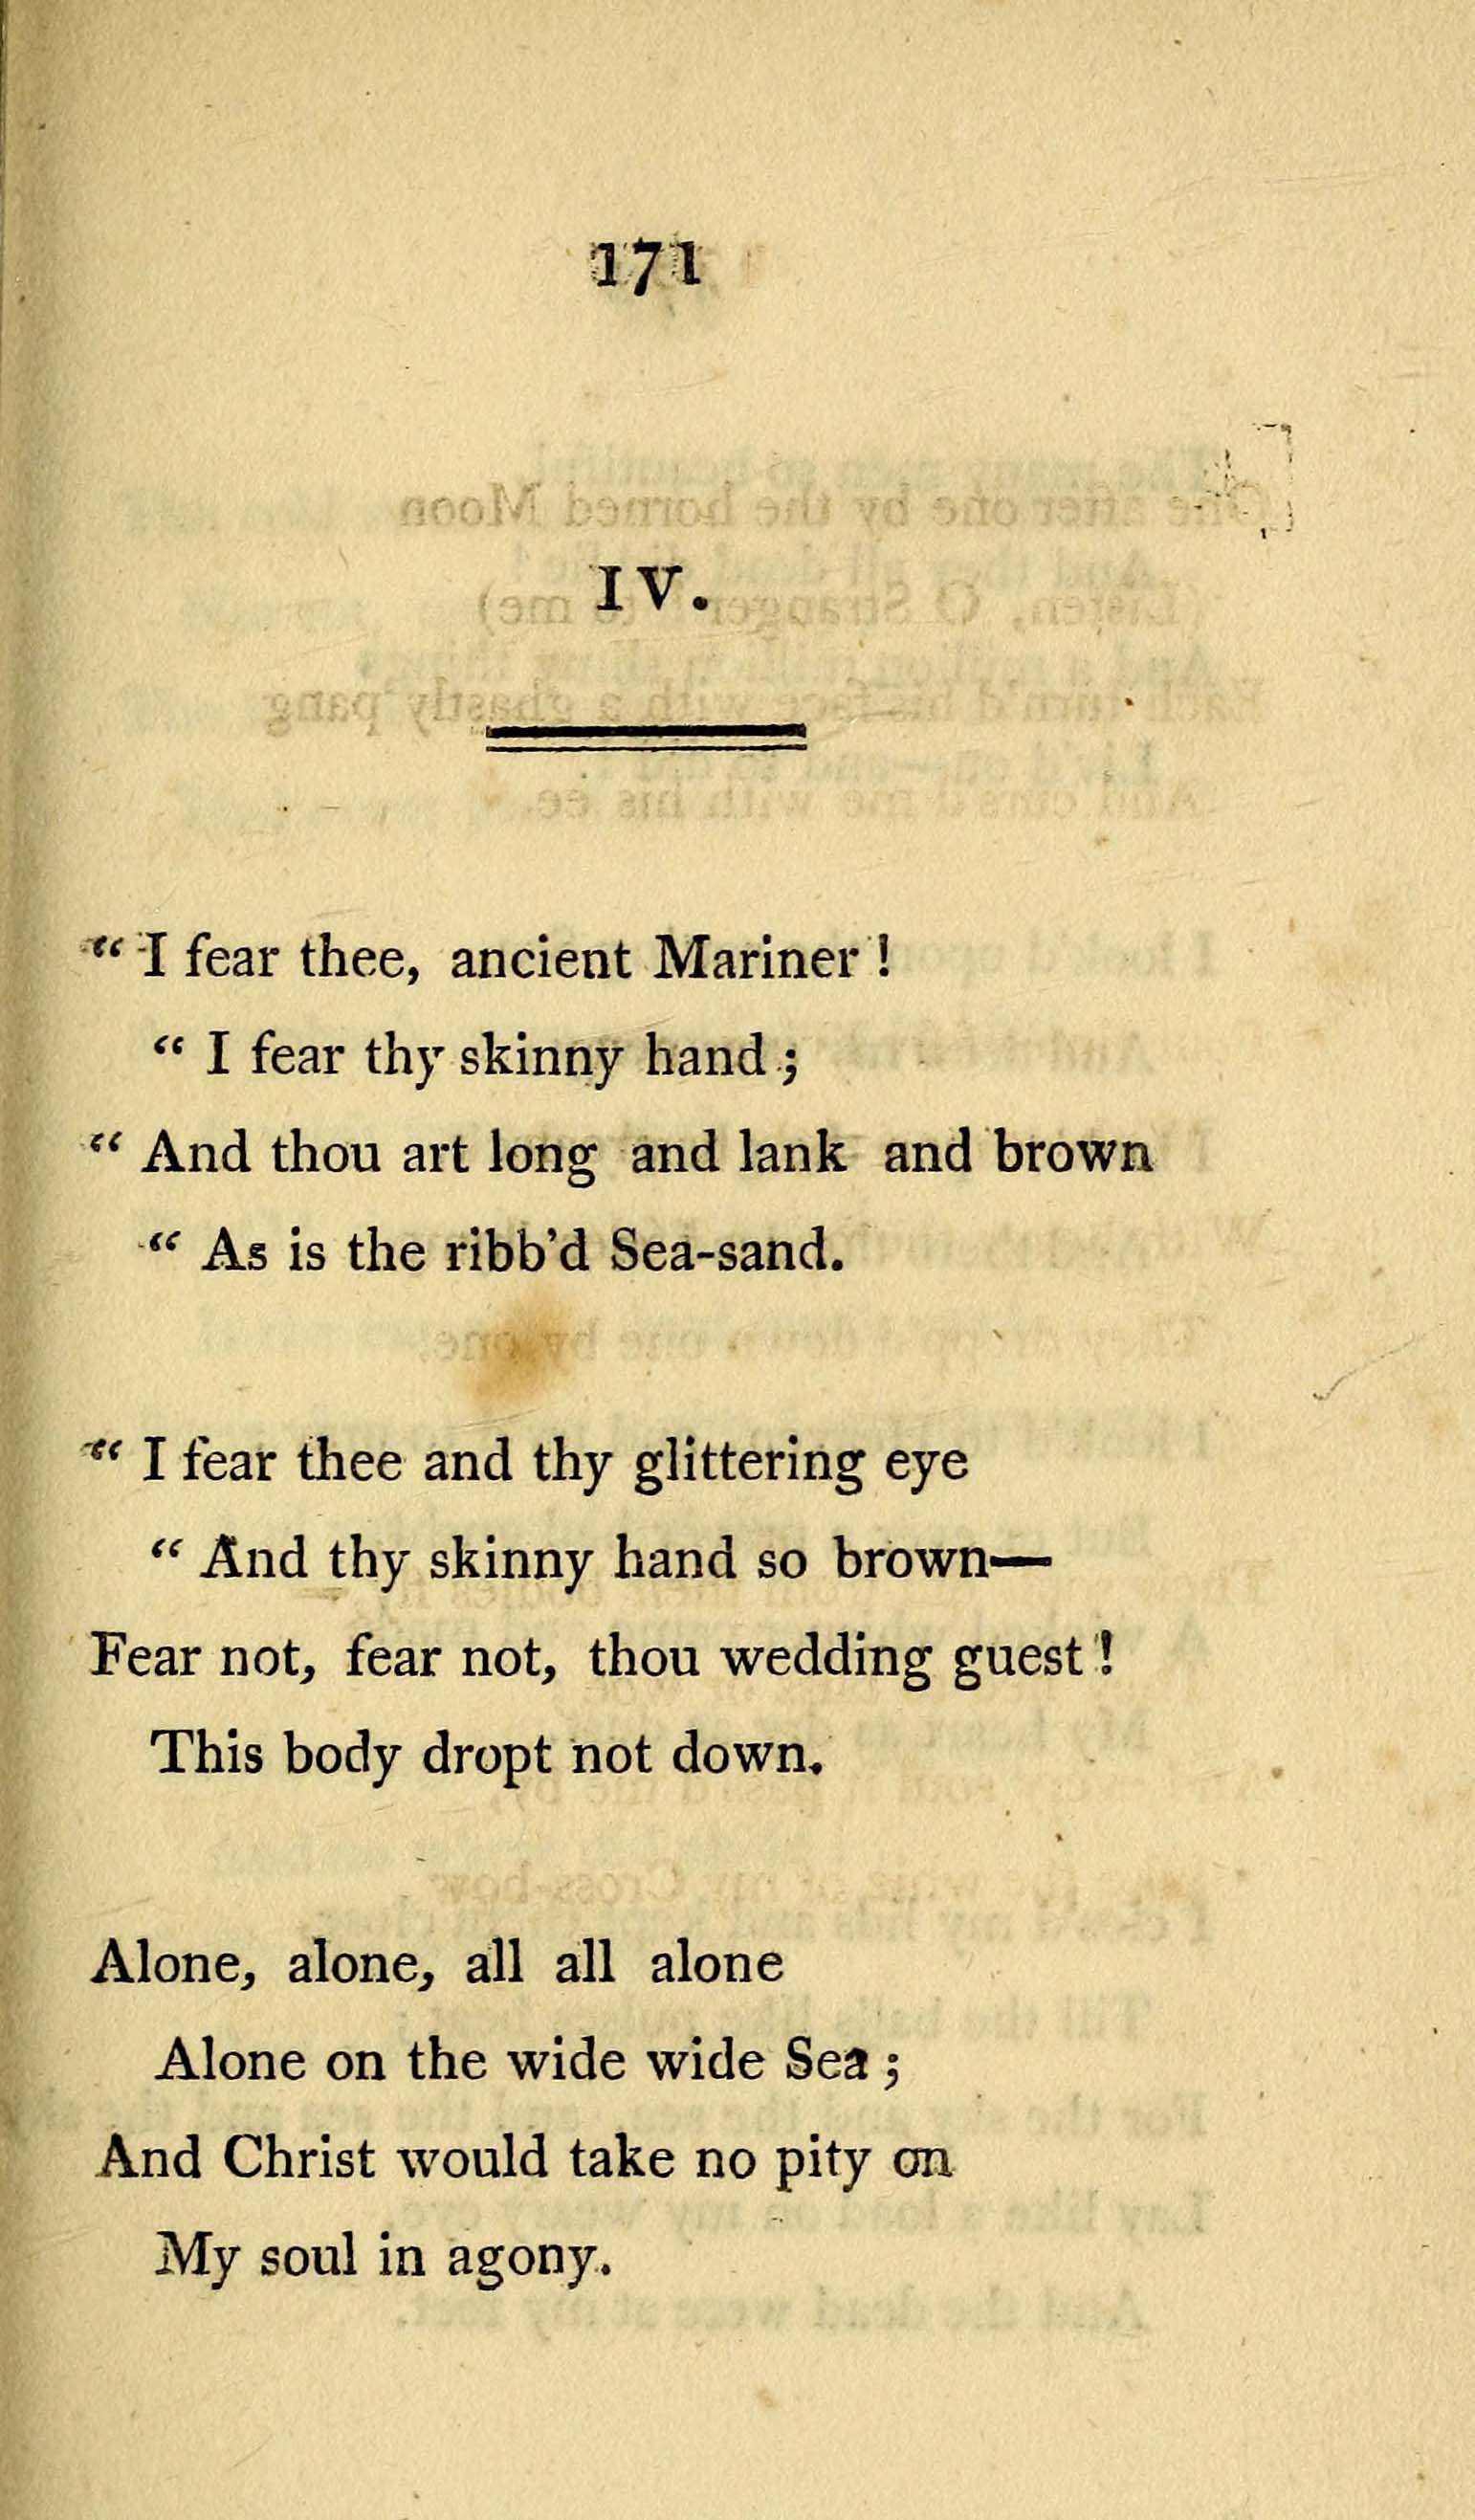 171
IV.
" I fear thee, ancient Mariner!
" I fear thy skinny hand;
" And thou art long and lank and brown
" As is the ribb'd Sea-sand.
" I fear thee and thy glittering eye
" And thy skinny hand so brown—
Fear not, fear not, thou wedding guest!
This body dropt not down.
Alone, alone, all all alone
Alone on the wide wide Sea;
And Christ would take no pity on
My soul in agony.